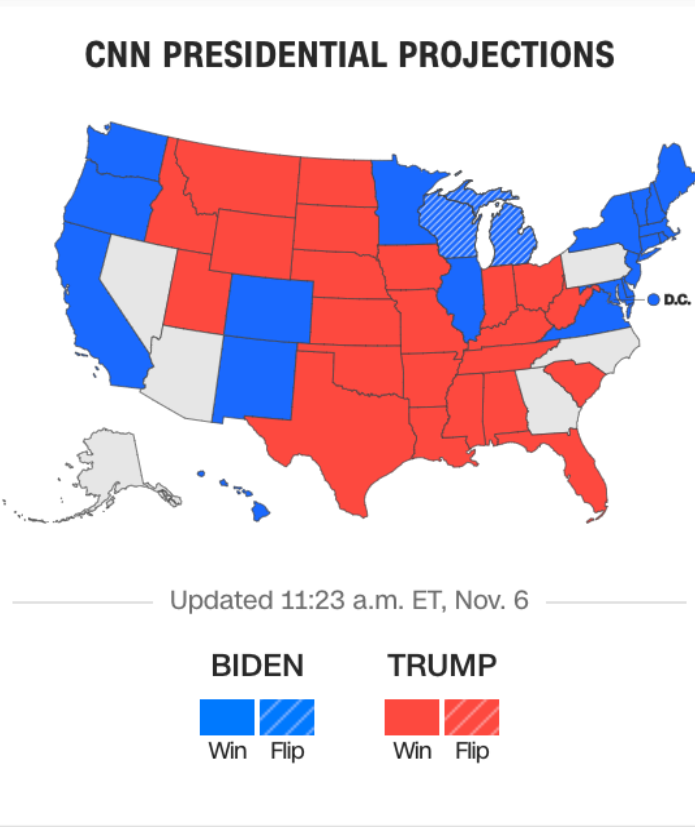 CNN PRESIDENTIAL PROJECTIONS
D.C.
Updated 11:23 a.m. ET, Nov. 6
BIDEN TRUMP
Win Flip Win Flip